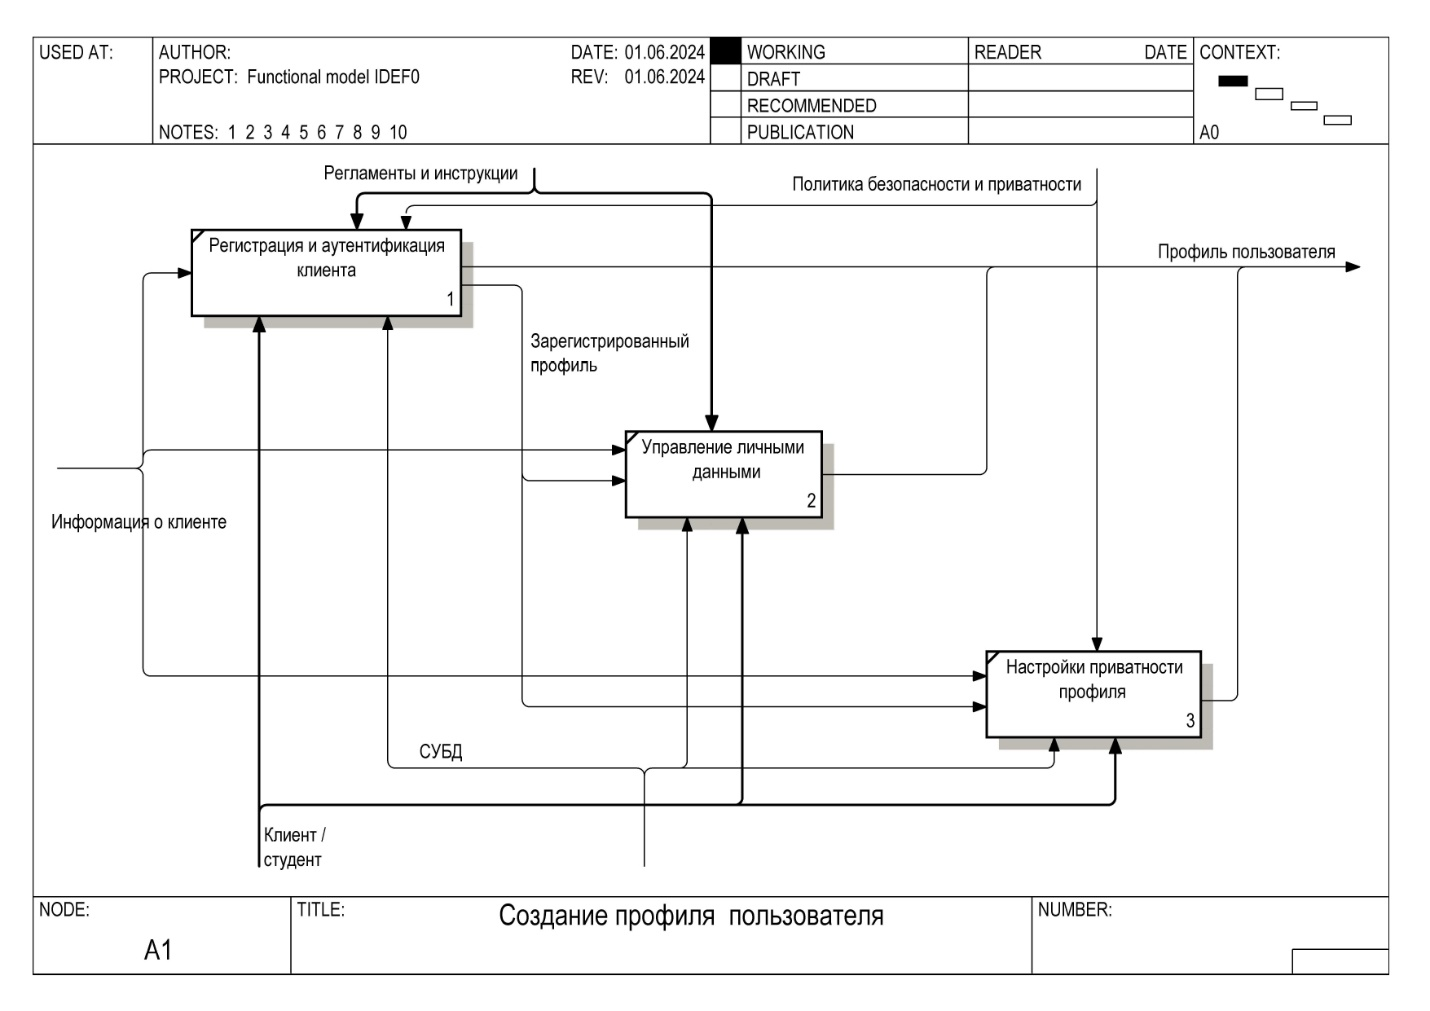 USED AT:
AUTHOR:
DATE: 01.06.2024
PROJECT: Functional model IDEF0
REV: 01.06.2024
NOTES: 1 2 3 4 5 6 7 8 9 10
WORKING
DRAFT
RECOMMENDED
PUBLICATION
READER DATE
CONTEXT:
A0
Регламенты и инструкции
Политика безопасности и приватности
Регистрация и аутентификация
клиента
1
Профиль пользователя
Зарегистрированный
профиль
Управление личными
данными
2
Информация о клиенте
Настройки приватности
профиля
3
СУБД
Клиент /
студент
NODE:
A1
TITLE:
Создание профиля пользователя
NUMBER: